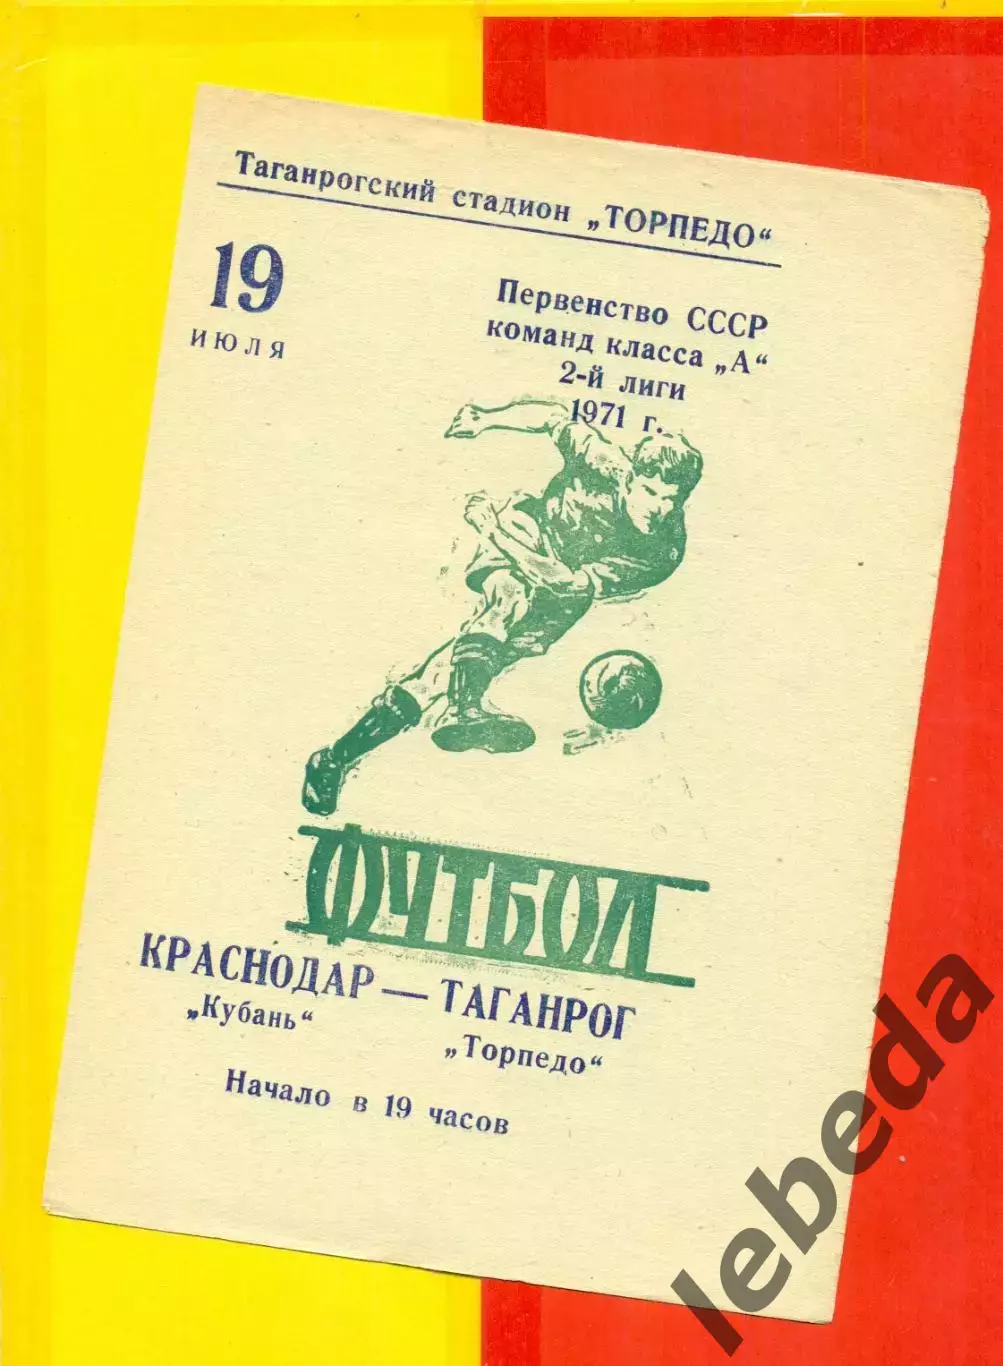 Таганрогский стадион „ТОРПЕДО“
19
ИЮЛЯ
Первенство СССР
команд класса „А“
2-й лиги
1971 г.
ФУТБОЛ
КРАСНОДАР — ТАГАНРОГ
„Кубань“
„Торпедо“
Начало в 19 часов
lebeda